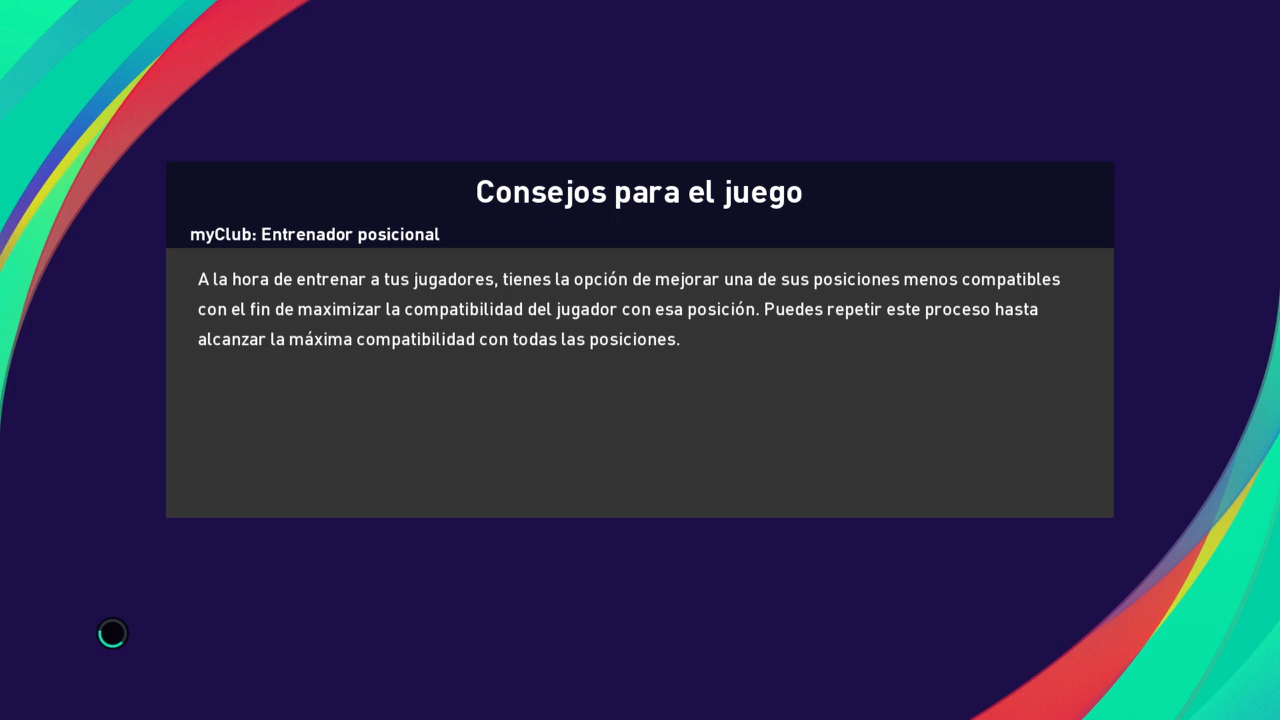 Consejos para el juego
myClub: Entrenador posicional
A la hora de entrenar a tus jugadores, tienes la opción de mejorar una de sus posiciones menos compatibles
con el fin de maximizar la compatibilidad del jugador con esa posición. Puedes repetir este proceso hasta
alcanzar la máxima compatibilidad con todas las posiciones.